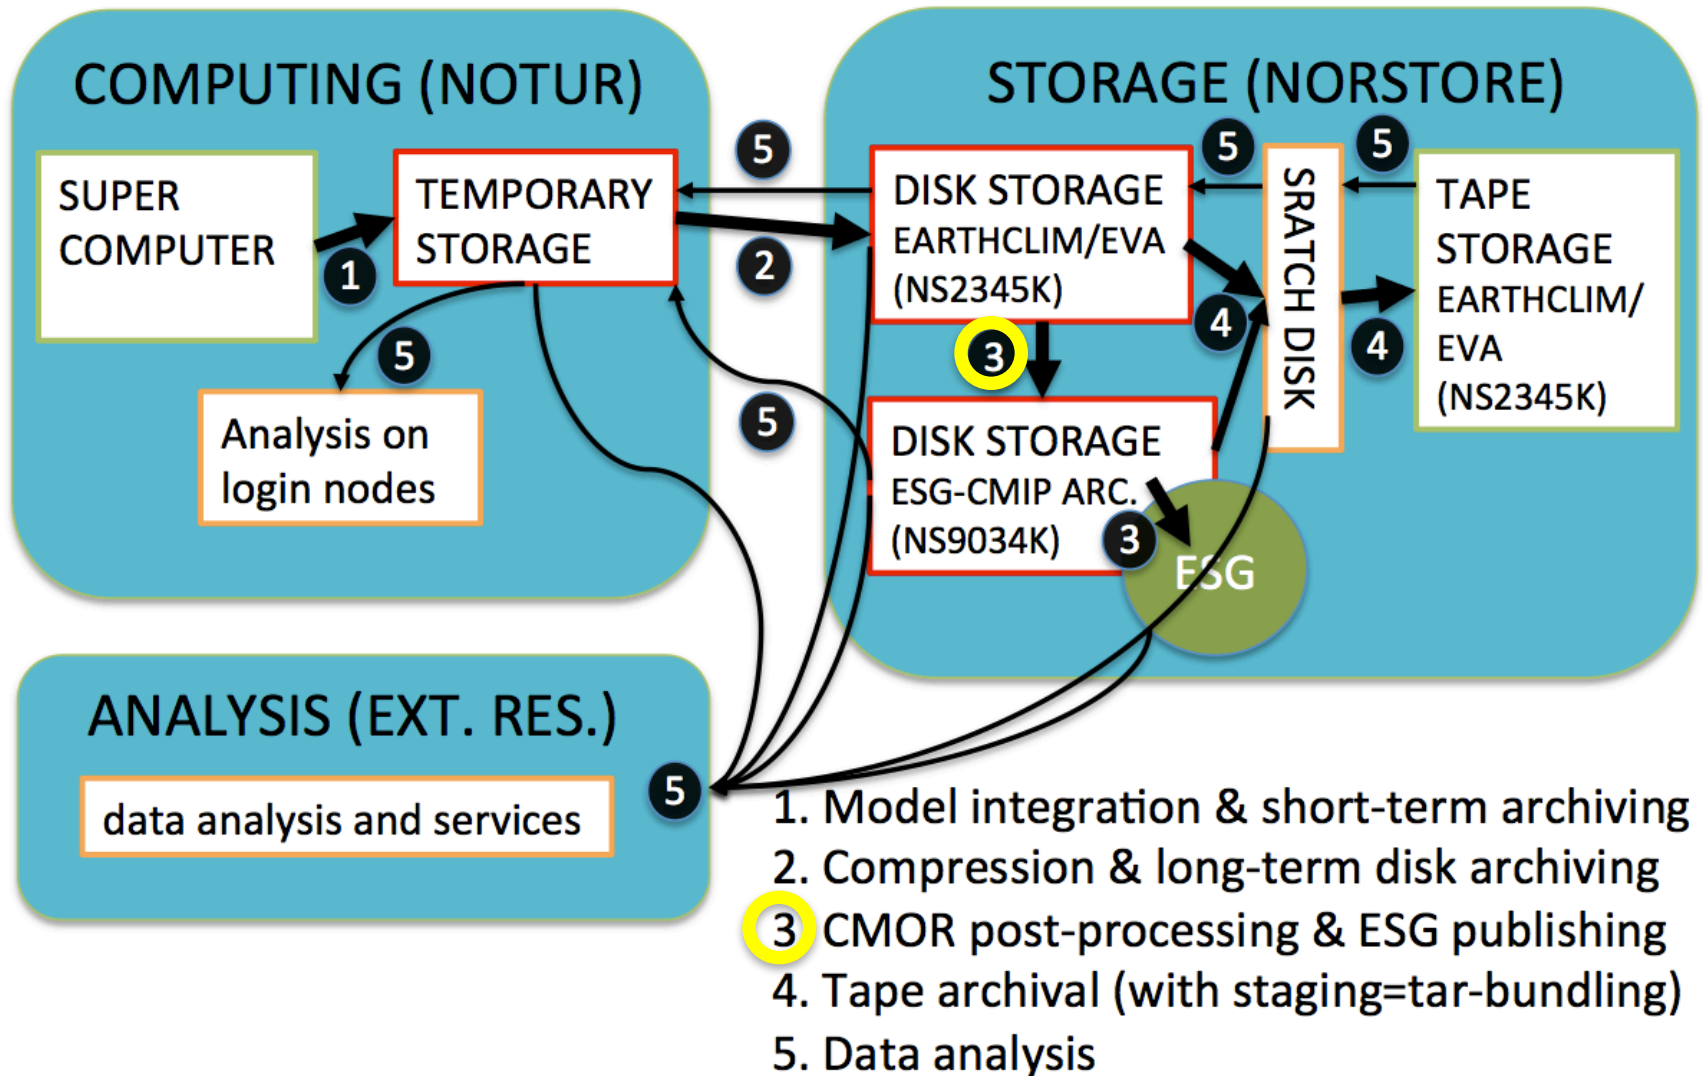 COMPUTING (NOTUR)
SUPER
COMPUTER
1
TEMPORARY
STORAGE
5
Analysis on
login nodes
5
2
5
STORAGE (NORSTORE)
DISK STORAGE
EARTHCLIM/EVA
(NS2345K)
5
5
SRATCH DISK
TAPE
STORAGE
EARTHCLIM/
EVA
(NS2345K)
4
4
3
DISK STORAGE
ESG-CMIP ARC.
(NS9034K)
3
ESG
ANALYSIS (EXT. RES.)
data analysis and services
5
1. Model integration & short-term archiving
2. Compression & long-term disk archiving
3 CMOR post-processing & ESG publishing
4. Tape archival (with staging=tar-bundling)
5. Data analysis